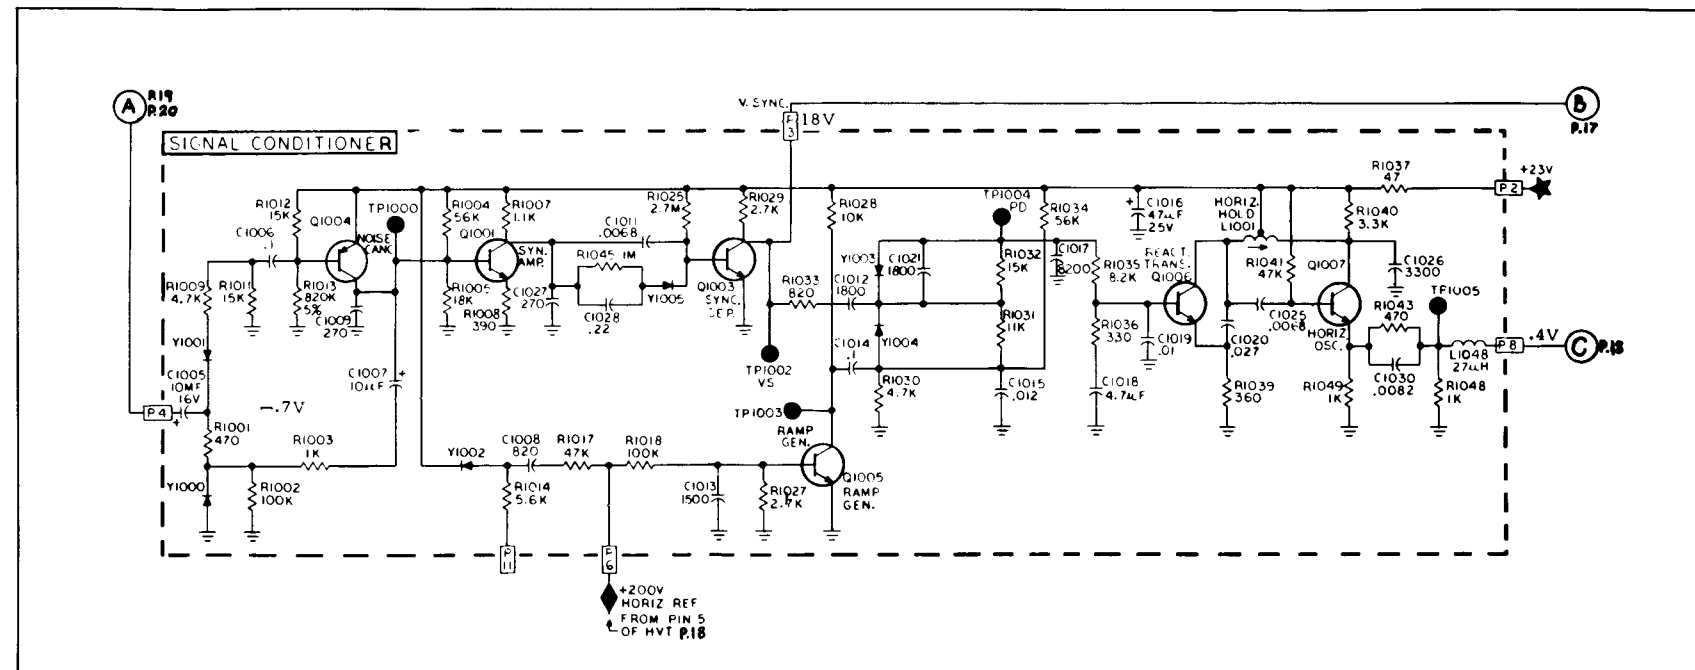 A
R19
P.20
V. SYNC.
P
3
18V
B
P.17
SIGNAL CONDITIONER
R1037
47
P2
+23V
R1012
15K
Q1004
TP1000
R1004
56K
R1007
1.1K
C1011
.0068
R1025
2.7M
R1029
2.7K
R1028
10K
TP1004
PD
R1034
56K
C1016
47µF
25V
HORIZ.
HOLD
L1001
R1040
3.3K
C1006
.1
NOISE
CANC
Q1001
SYN.
AMP.
R1045 1M
Y1005
Q1003
SYNC.
SEP.
Y1003
C1021
1800
R1032
15K
C1017
8200
R1035
8.2K
REACT.
TRANS.
Q1006
R1041
47K
Q1007
C1026
3300
R1009
4.7K
R1011
15K
R1013
820K
5%
C1009
270
R1005
18K
R1008
390
C1027
270
C1028
.22
R1033
820
C1012
1800
R1031
11K
R1036
330
C1019
.01
C1020
.027
C1025
.0068
HORIZ.
OSC.
R1043
470
TP1005
Y1001
C1005
10MF
16V
C1007
10µF
TP1002
VS
C1014
.1
Y1004
R1030
4.7K
C1015
.012
C1018
4.7µF
R1039
360
R1049
1K
C1030
.0082
R1048
1K
L1048
27µH
P8
.4V
C
P.18
P4
-.7V
R1001
470
R1003
1K
TP1003
RAMP
GEN.
Y1000
R1002
100K
Y1002
C1008
820
R1017
47K
R1018
100K
R1014
5.6K
C1013
1500
R1027
2.7K
Q1005
RAMP
GEN.
P
11
P
6
+200V
HORIZ REF
FROM PIN 5
OF HVT P.18